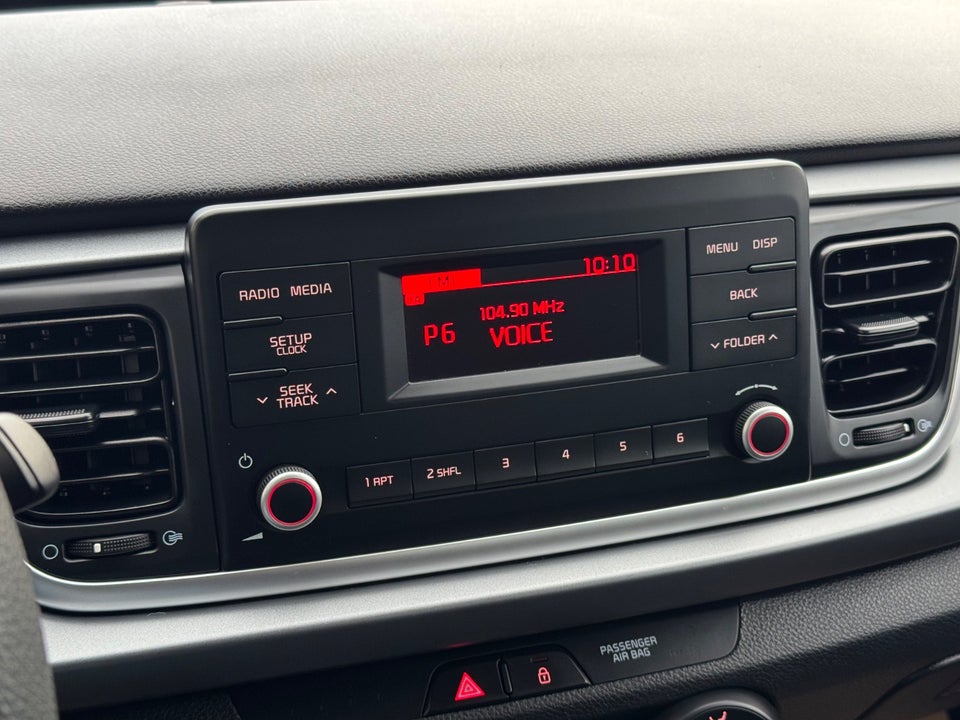 RADIO MEDIA
SETUP
CLOCK
SEEK
TRACK
10:10
104.90 MHz
P6 VOICE
MENU DISP
BACK
FOLDER
1 RPT
2 SHFL
3
4
5
6
PASSENGER
AIR BAG